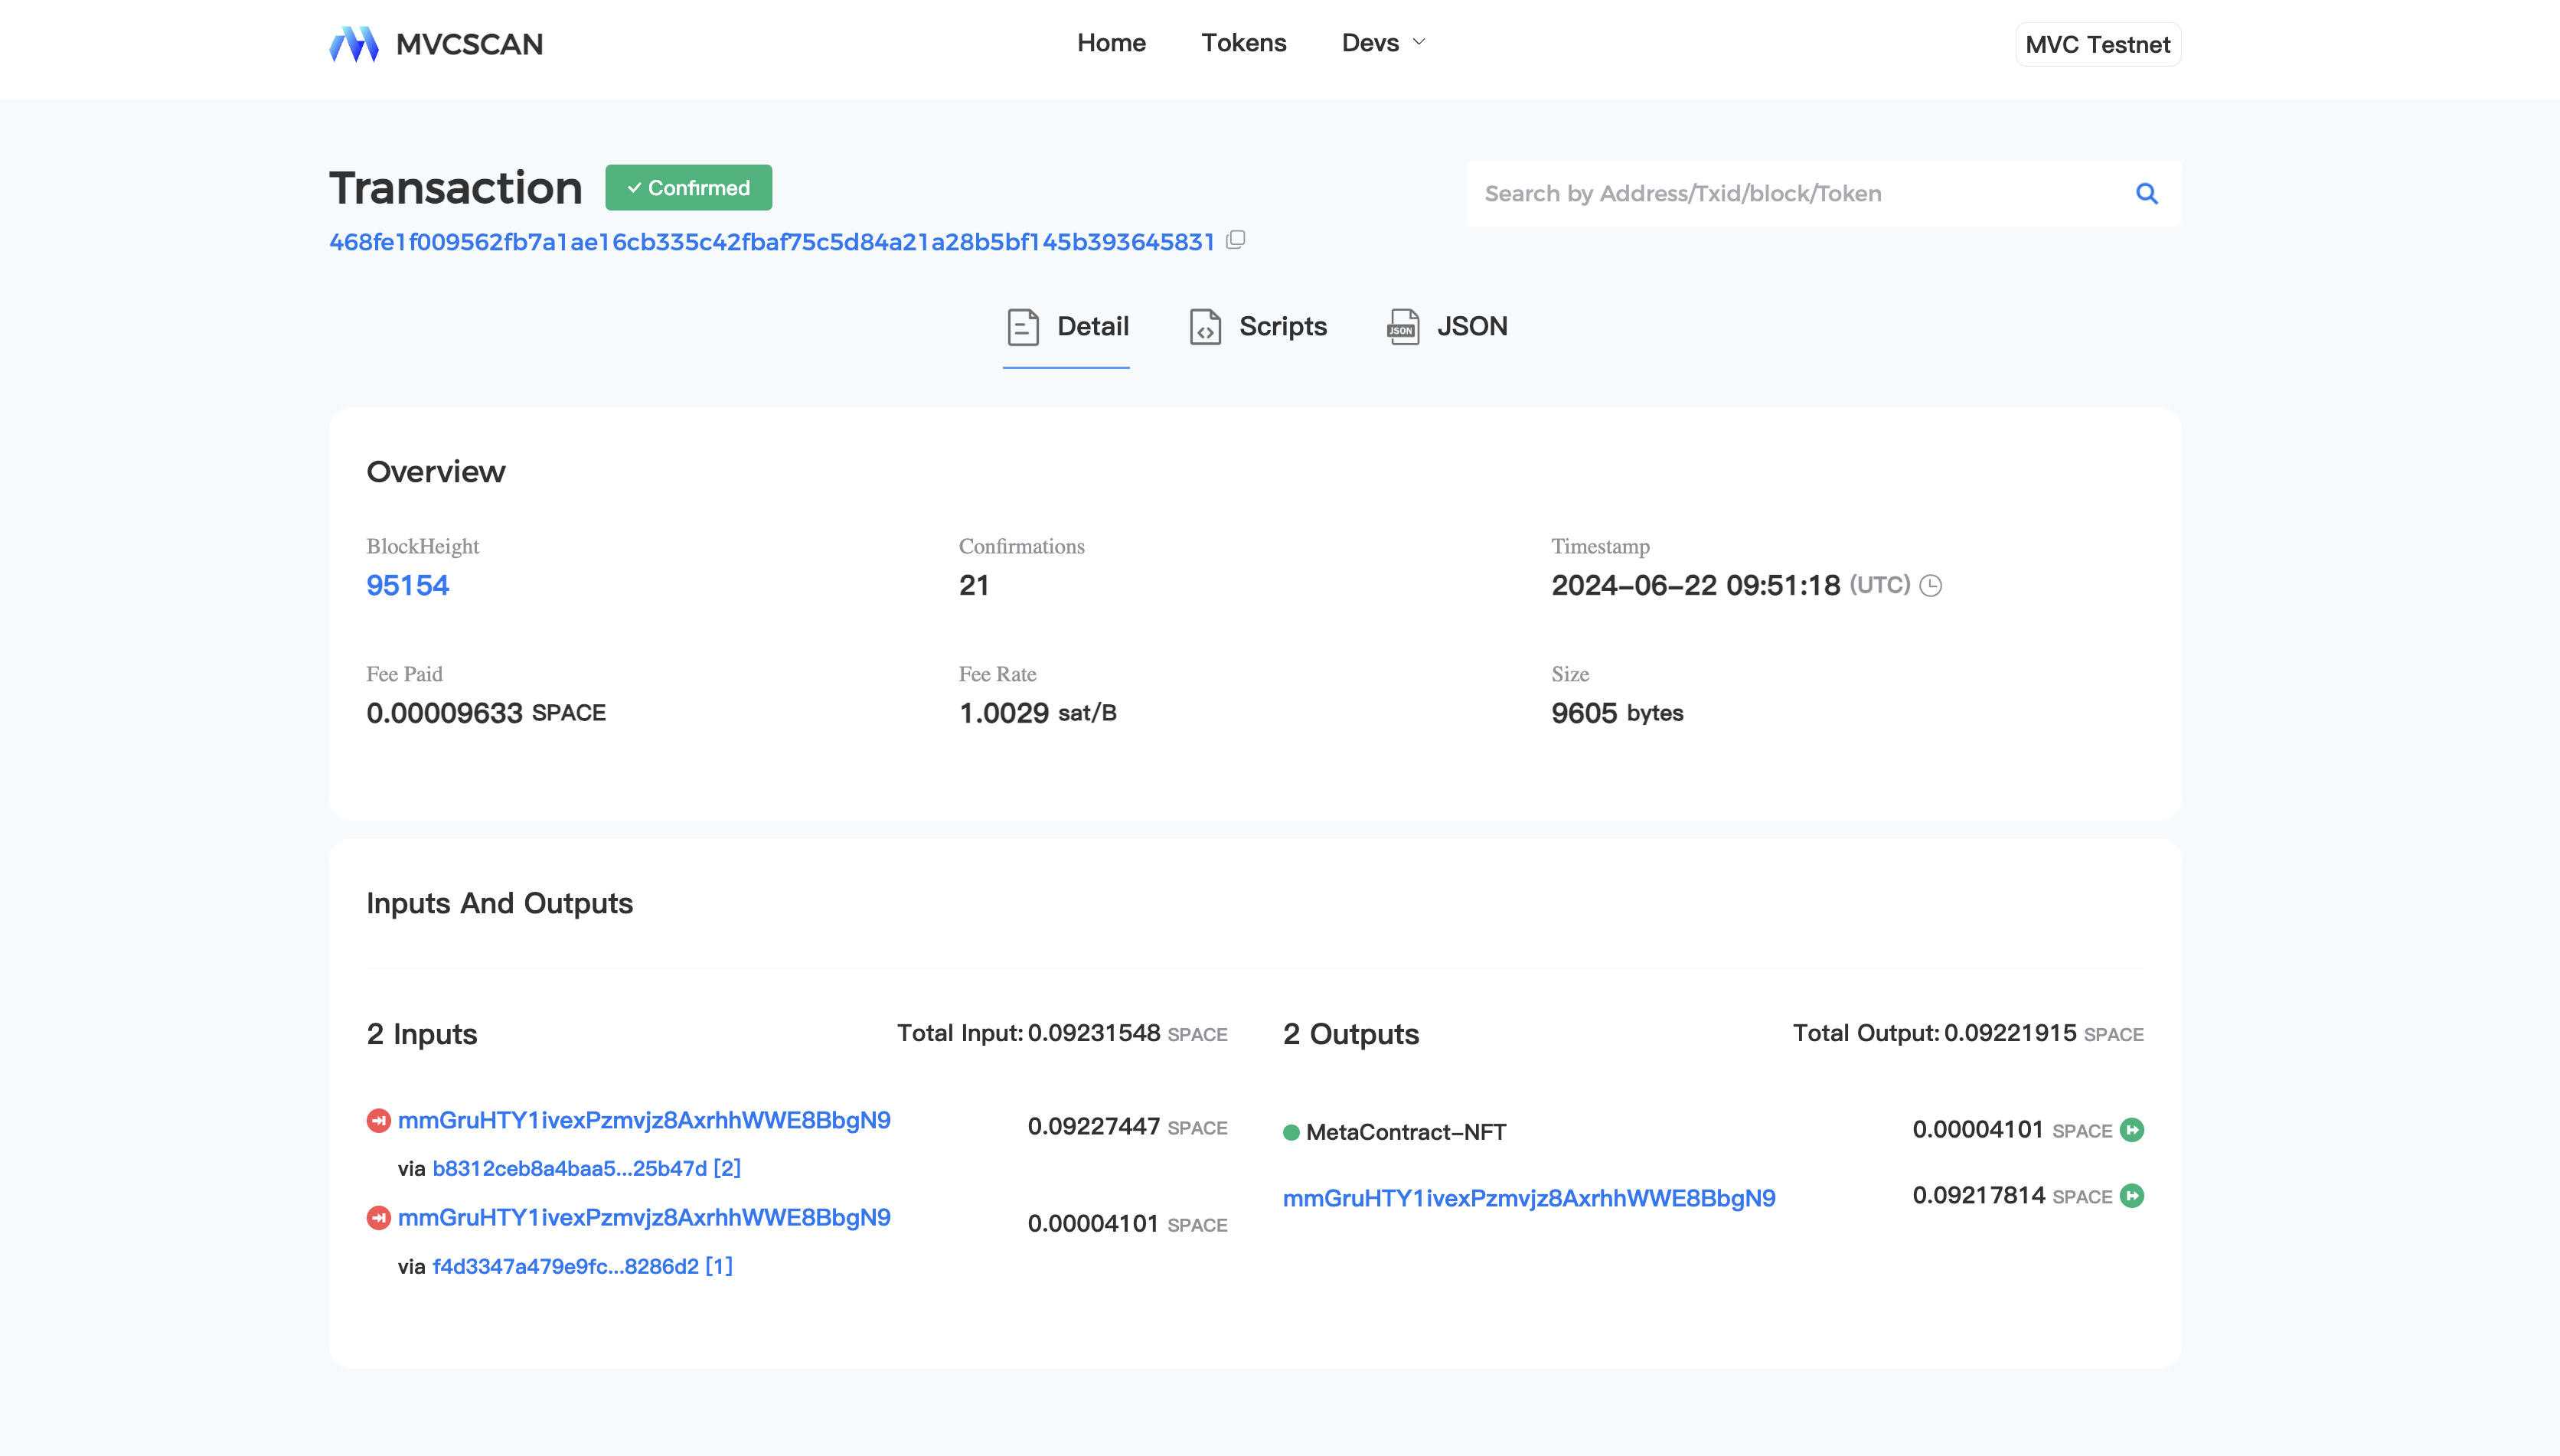 MVCSCAN
Home Tokens Devs
MVC Testnet
Transaction Confirmed
Search by Address/Txid/block/Token
468fe1f009562fb7a1ae16cb335c42fbaf75c5d84a21a28b5bf145b393645831
Detail Scripts JSON JSON
Overview
BlockHeight Confirmations Timestamp
95154 21 2024-06-22 09:51:18 (UTC)
Fee Paid Fee Rate Size
0.00009633 SPACE 1.0029 sat/B 9605 bytes
Inputs And Outputs
2 Inputs Total Input: 0.09231548 SPACE 2 Outputs Total Output: 0.09221915 SPACE
mmGruHTY1ivexPzmvjz8AxrhhWWE8BbgN9 0.09227447 SPACE
via b8312ceb8a4baa5...25b47d [2]
mmGruHTY1ivexPzmvjz8AxrhhWWE8BbgN9 0.00004101 SPACE
via f4d3347a479e9fc...8286d2 [1]
MetaContract-NFT 0.00004101 SPACE
mmGruHTY1ivexPzmvjz8AxrhhWWE8BbgN9 0.09217814 SPACE